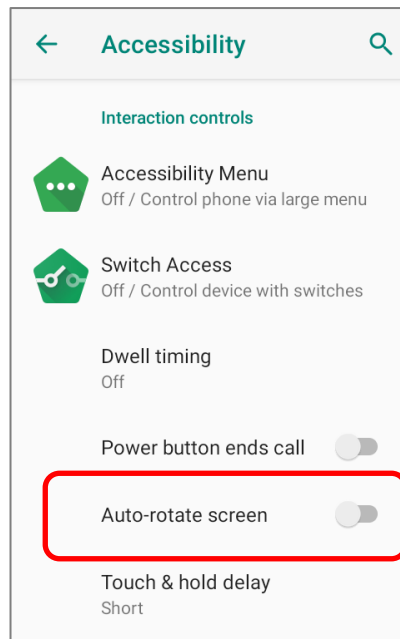 Accessibility
Interaction controls
Accessibility Menu
Off / Control phone via large menu
Switch Access
Off / Control device with switches
Dwell timing
Off
Power button ends call
Auto-rotate screen
Touch & hold delay
Short